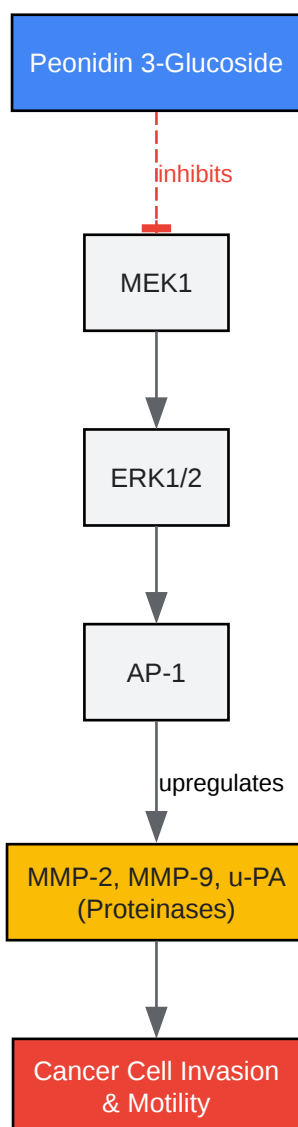 Peonidin 3-Glucoside
inhibits
MEK1
ERK1/2
AP-1
upregulates
MMP-2, MMP-9, u-PA
(Proteinases)
Cancer Cell Invasion
& Motility